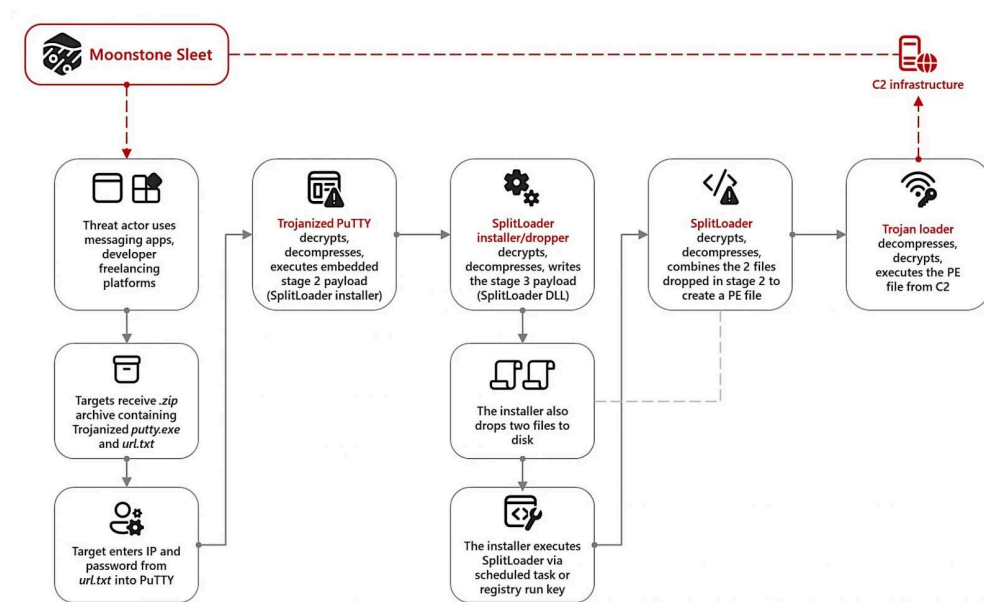 Moonstone Sleet
C2 infrastructure
Threat actor uses
messaging apps,
developer
freelancing
platforms
Targets receive .zip
archive containing
Trojanized putty.exe
and url.txt
Target enters IP and
password from
url.txt into PuTTY
Trojanized PuTTY
decrypts,
decompresses,
executes embedded
stage 2 payload
(SplitLoader installer)
SplitLoader
installer/dropper
decrypts,
decompresses, writes
the stage 3 payload
(SplitLoader DLL)
The installer also
drops two files to
disk
The installer executes
SplitLoader via
scheduled task or
registry run key
SplitLoader
decrypts,
decompresses,
combines the 2 files
dropped in stage 2 to
create a PE file
Trojan loader
decompresses,
decrypts,
executes the PE
file from C2